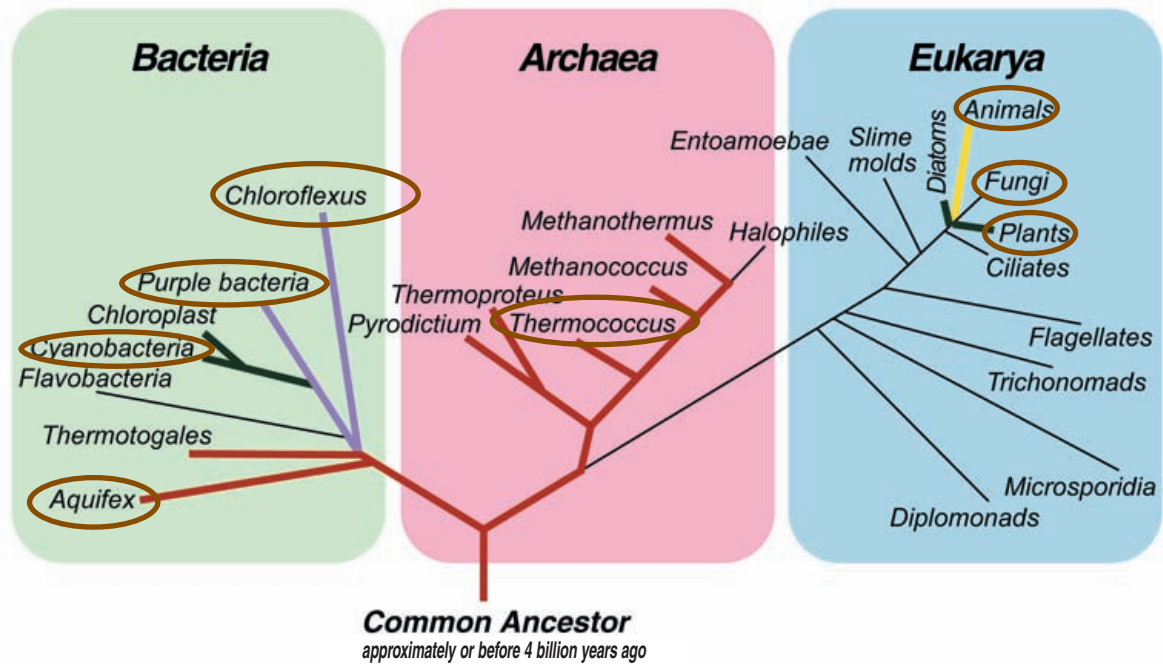 Bacteria
Chloroflexus
Purple bacteria
Chloroplast
Cyanobacteria
Flavobacteria
Thermotogales
Aquifex
Archaea
Methanothermus
Halophiles
Methanococcus
Thermoproteus
Pyrodictium
Thermococcus
Eukarya
Animals
Entoamoebae
Slime
molds
Diatoms
Fungi
Plants
Ciliates
Flagellates
Trichonomads
Microsporidia
Diplomonads
Common Ancestor
approximately or before 4 billion years ago